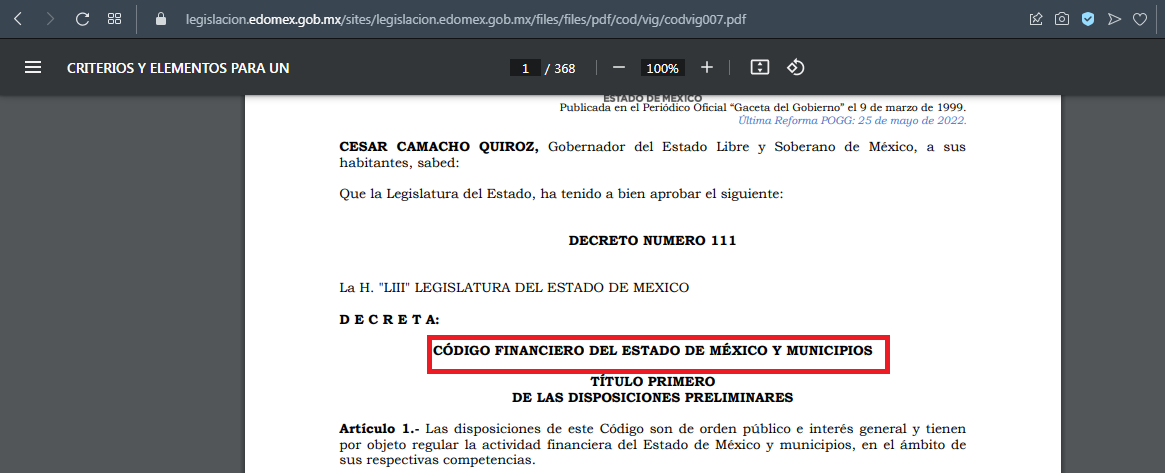 legislacion.edomex.gob.mx/sites/legislacion.edomex.gob.mx/files/files/pdf/cod/vig/codvig007.pdf
CRITERIOS Y ELEMENTOS PARA UN
1 / 368
100%
ESTADO DE MÉXICO
Publicada en el Periódico Oficial “Gaceta del Gobierno” el 9 de marzo de 1999.
Última Reforma POGG: 25 de mayo de 2022.
CESAR CAMACHO QUIROZ, Gobernador del Estado Libre y Soberano de México, a sus
habitantes, sabed:
Que la Legislatura del Estado, ha tenido a bien aprobar el siguiente:
DECRETO NUMERO 111
La H. "LIII" LEGISLATURA DEL ESTADO DE MEXICO
D E C R E T A:
CÓDIGO FINANCIERO DEL ESTADO DE MÉXICO Y MUNICIPIOS
TÍTULO PRIMERO
DE LAS DISPOSICIONES PRELIMINARES
Artículo 1.- Las disposiciones de este Código son de orden público e interés general y tienen
por objeto regular la actividad financiera del Estado de México y municipios, en el ámbito de
sus respectivas competencias.